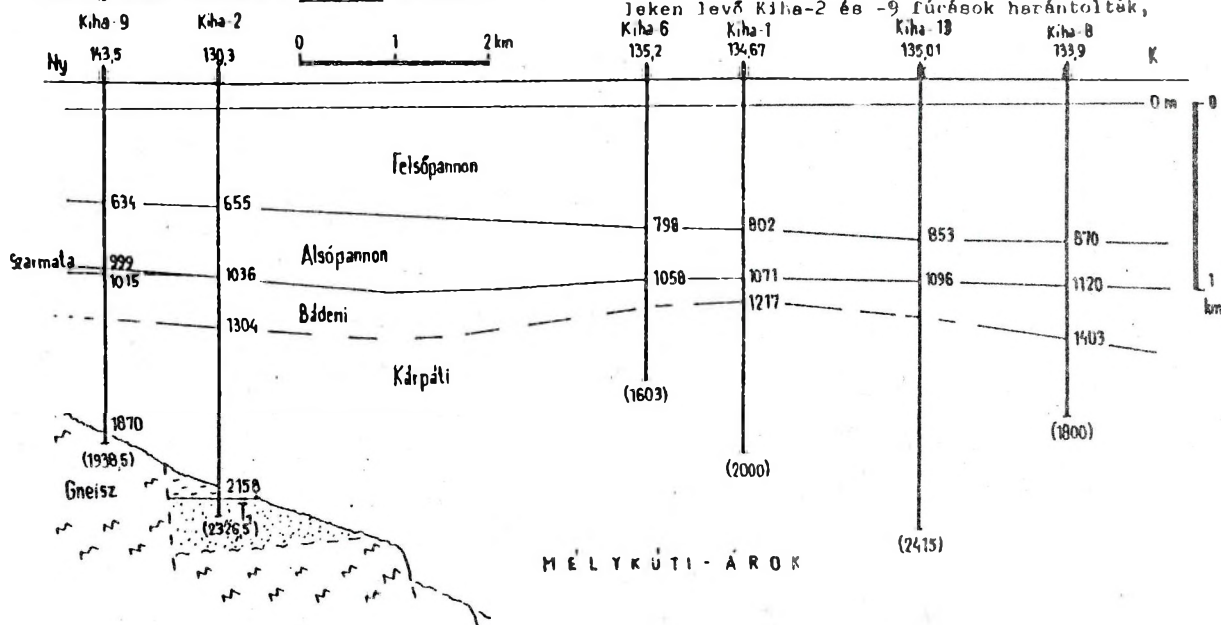 leken levő Kiha-2 és -9 fúrások harántolták,
Kiha-9 Kiha-2 Kiha-6 Kiha-1 Kiha-13 Kiha-8
143,5 130,3 0 1 2 km 135,2 134,67 135,01 133,9
Ny K
0 m 0
Felsőpannon
634 655 798 802 853 870
Szarmata 999 Alsópannon
1015 1036 1058 1071 1096 1120 1 km
Bádeni 1217
1304 1403
Kárpáti
(1603)
1870 (1800)
(1938,5) (2000)
Gneisz 2158
(2326,5) (2415)
MÉLYKÚTI-ÁROK